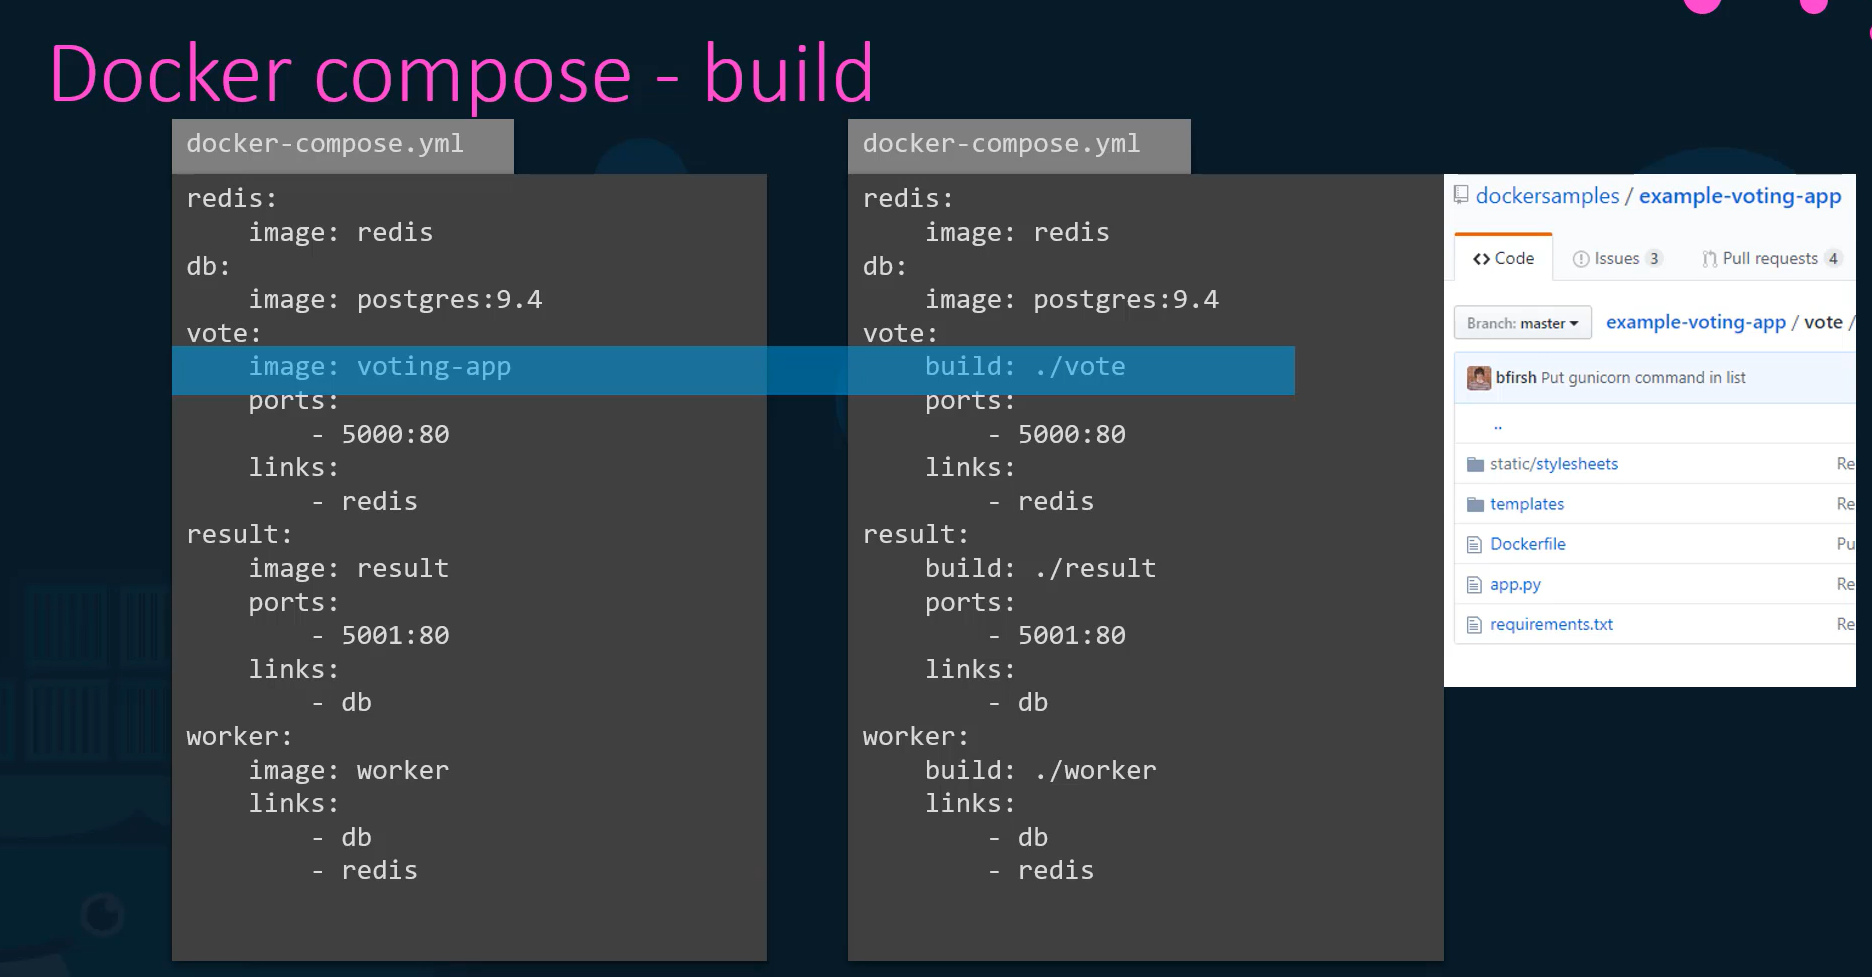 Docker compose - build
docker-compose.yml
redis:
    image: redis
db:
    image: postgres:9.4
vote:
    image: voting-app
    ports:
        - 5000:80
    links:
        - redis
result:
    image: result
    ports:
        - 5001:80
    links:
        - db
worker:
    image: worker
    links:
        - db
        - redis
docker-compose.yml
redis:
    image: redis
db:
    image: postgres:9.4
vote:
    build: ./vote
    ports:
        - 5000:80
    links:
        - redis
result:
    build: ./result
    ports:
        - 5001:80
    links:
        - db
worker:
    build: ./worker
    links:
        - db
        - redis
dockersamples / example-voting-app
<> Code Issues 3 Pull requests 4
Branch: master example-voting-app / vote /
bfirsh Put gunicorn command in list
..
static/stylesheets Re
templates Re
Dockerfile Pu
app.py Re
requirements.txt Re